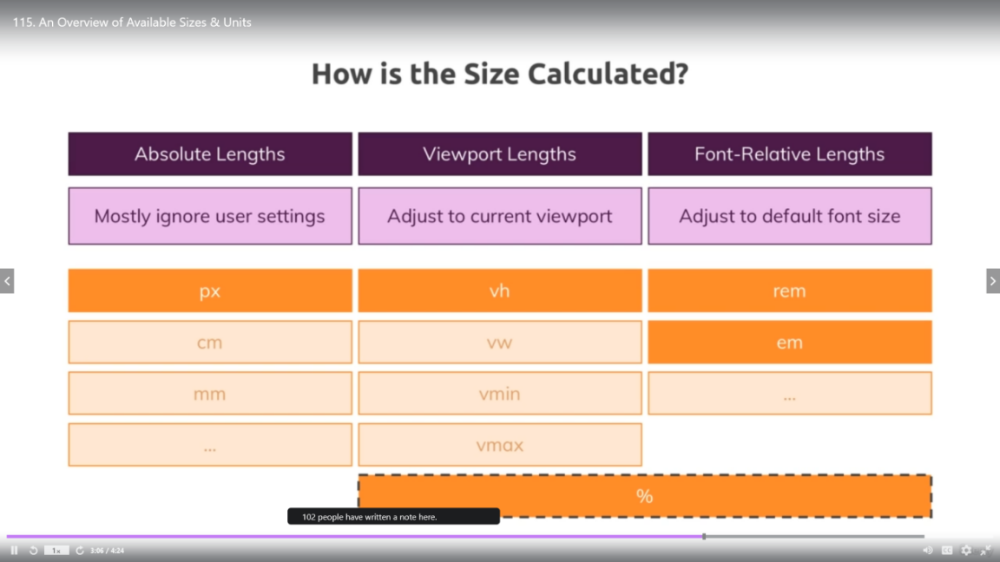 115. An Overview of Available Sizes & Units
How is the Size Calculated?
Absolute Lengths
Viewport Lengths
Font-Relative Lengths
Mostly ignore user settings
Adjust to current viewport
Adjust to default font size
px
vh
rem
cm
vw
em
mm
vmin
...
...
vmax
%
102 people have written a note here.
1x
3:06 / 4:24
CC